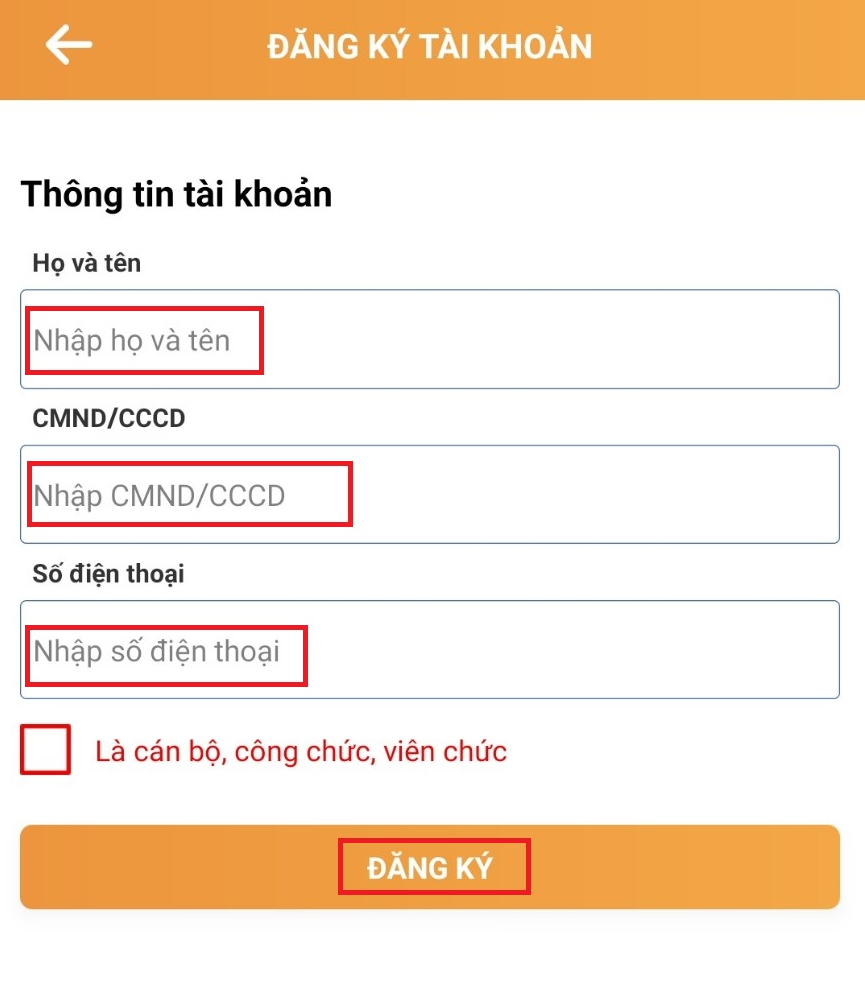 ĐĂNG KÝ TÀI KHOẢN
Thông tin tài khoản
Họ và tên
Nhập họ và tên
CMND/CCCD
Nhập CMND/CCCD
Số điện thoại
Nhập số điện thoại
Là cán bộ, công chức, viên chức
ĐĂNG KÝ